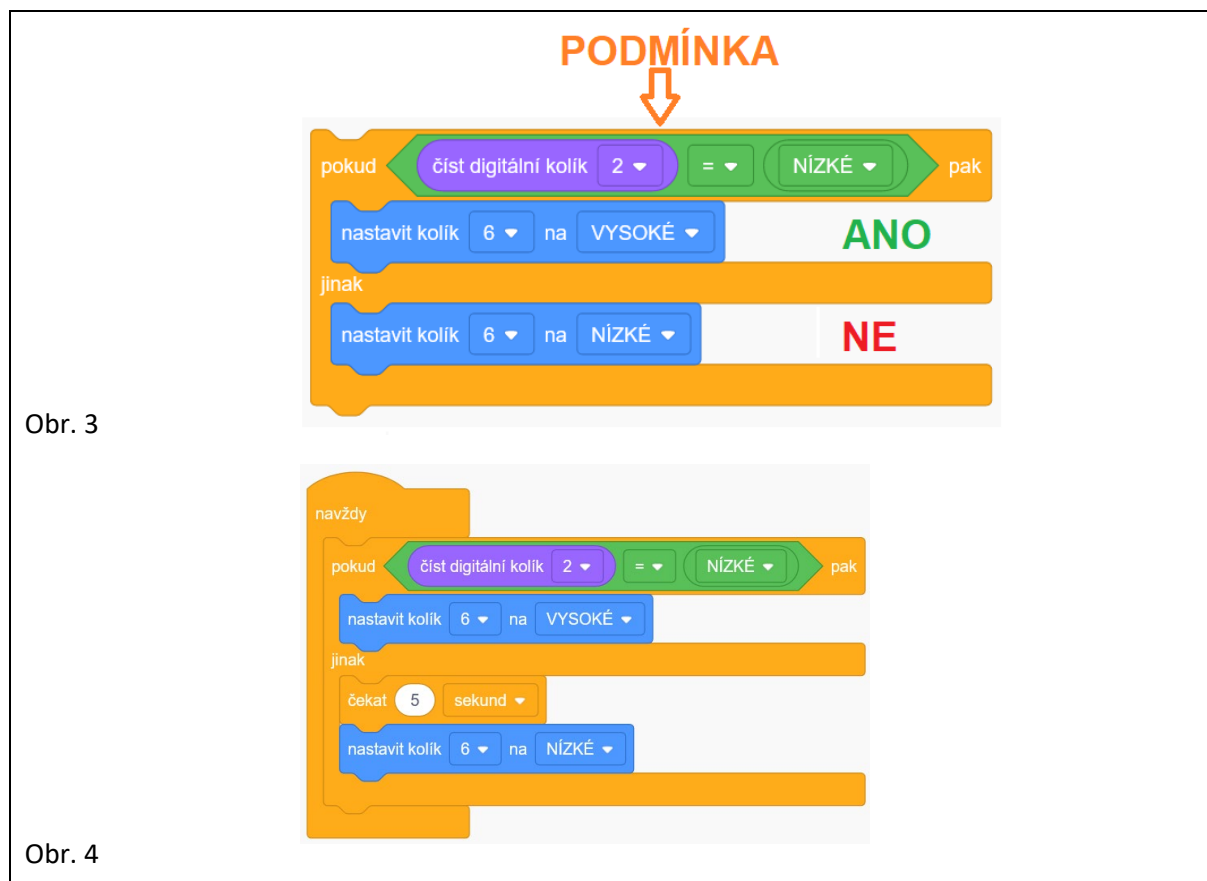 PODMÍNKA
pokud číst digitální kolík 2 = NÍZKÉ pak
nastavit kolík 6 na VYSOKÉ ANO
jinak
nastavit kolík 6 na NÍZKÉ NE
Obr. 3
navždy
pokud číst digitální kolík 2 = NÍZKÉ pak
nastavit kolík 6 na VYSOKÉ
jinak
čekat 5 sekund
nastavit kolík 6 na NÍZKÉ
Obr. 4